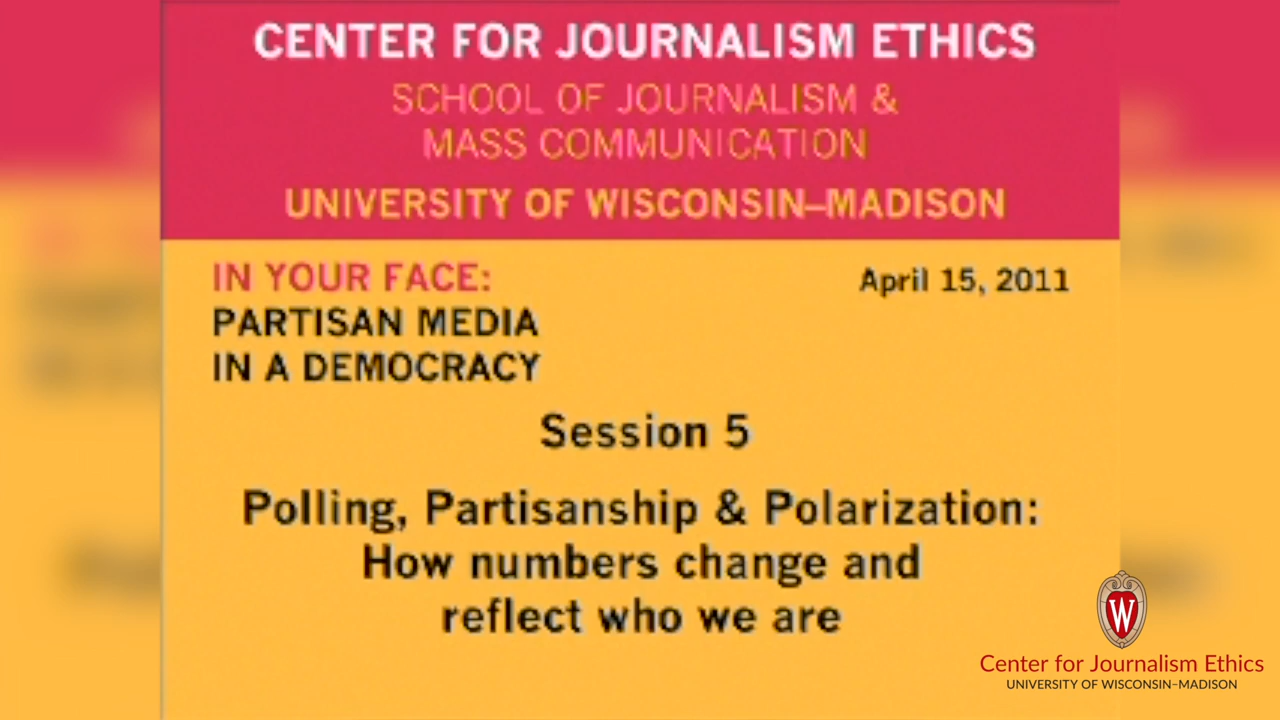 CENTER FOR JOURNALISM ETHICS
SCHOOL OF JOURNALISM &
MASS COMMUNICATION
UNIVERSITY OF WISCONSIN–MADISON
IN YOUR FACE:
April 15, 2011
PARTISAN MEDIA
IN A DEMOCRACY
Session 5
Polling, Partisanship & Polarization:
How numbers change and
reflect who we are
W
Center for Journalism Ethics
UNIVERSITY OF WISCONSIN–MADISON